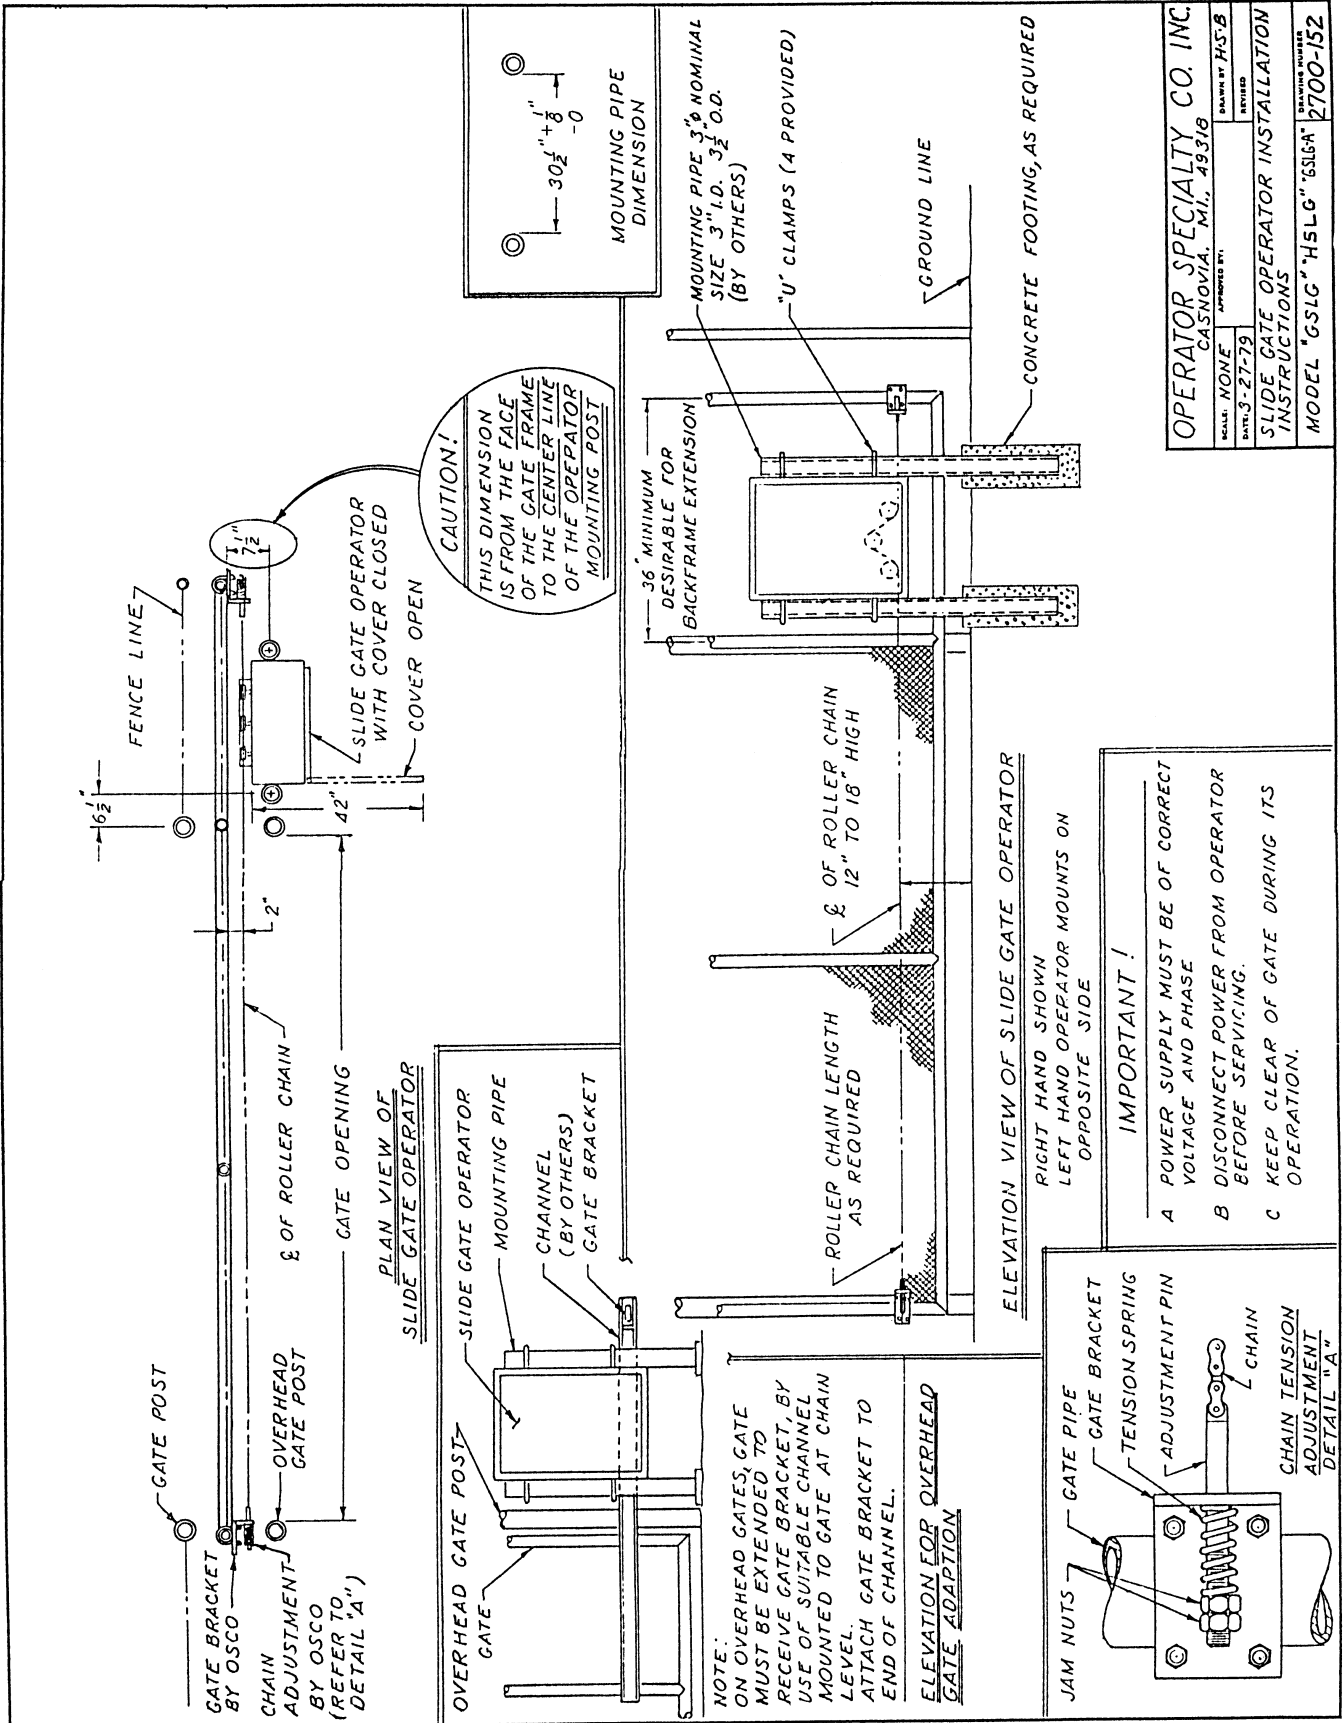 GATE POST
GATE BRACKET
BY OSCO
CHAIN
ADJUSTMENT
BY OSCO
(REFER TO
DETAIL "A")
OVERHEAD
GATE POST
℄ OF ROLLER CHAIN
GATE OPENING
2"
6 1/2"
FENCE LINE
42"
7 1/2"
SLIDE GATE OPERATOR
WITH COVER CLOSED
COVER OPEN
PLAN VIEW OF
SLIDE GATE OPERATOR
CAUTION!
THIS DIMENSION
IS FROM THE FACE
OF THE GATE FRAME
TO THE CENTER LINE
OF THE OPEPATOR
MOUNTING POST
30 1/2" + 1/8"
-0
MOUNTING PIPE
DIMENSION
OVERHEAD GATE POST
GATE
SLIDE GATE OPERATOR
MOUNTING PIPE
CHANNEL
(BY OTHERS)
GATE BRACKET
NOTE:
ON OVERHEAD GATES, GATE
MUST BE EXTENDED TO
RECEIVE GATE BRACKET, BY
USE OF SUITABLE CHANNEL
MOUNTED TO GATE AT CHAIN
LEVEL.
ATTACH GATE BRACKET TO
END OF CHANNEL.
ELEVATION FOR OVERHEAD
GATE ADAPTION
36" MINIMUM
DESIRABLE FOR
BACKFRAME EXTENSION
MOUNTING PIPE 3"φ NOMINAL
SIZE 3" I.D. 3 1/2" O.D.
(BY OTHERS)
"U" CLAMPS (4 PROVIDED)
GROUND LINE
CONCRETE FOOTING, AS REQUIRED
ROLLER CHAIN LENGTH
AS REQUIRED
℄ OF ROLLER CHAIN
12" TO 18" HIGH
ELEVATION VIEW OF SLIDE GATE OPERATOR
RIGHT HAND SHOWN
LEFT HAND OPEPATOR MOUNTS ON
OPPOSITE SIDE
JAM NUTS
GATE PIPE
GATE BRACKET
TENSION SPRING
ADJUSTMENT PIN
CHAIN
CHAIN TENSION
ADJUSTMENT
DETAIL "A"
IMPORTANT!
A POWER SUPPLY MUST BE OF CORRECT
VOLTAGE AND PHASE
B DISCONNECT POWER FROM OPERATOR
BEFORE SERVICING.
C KEEP CLEAR OF GATE DURING ITS
OPERATION.
OPERATOR SPECIALTY CO. INC.
CASNOVIA, MI., 49318
SCALE: NONE
APPROVED BY:
DRAWN BY H.S.B
DATE: 3-27-79
REVISED
SLIDE GATE OPERATOR INSTALLATION
INSTRUCTIONS
MODEL "GSLG" "HSLG" "GSLG-A"
DRAWING NUMBER
2700-152